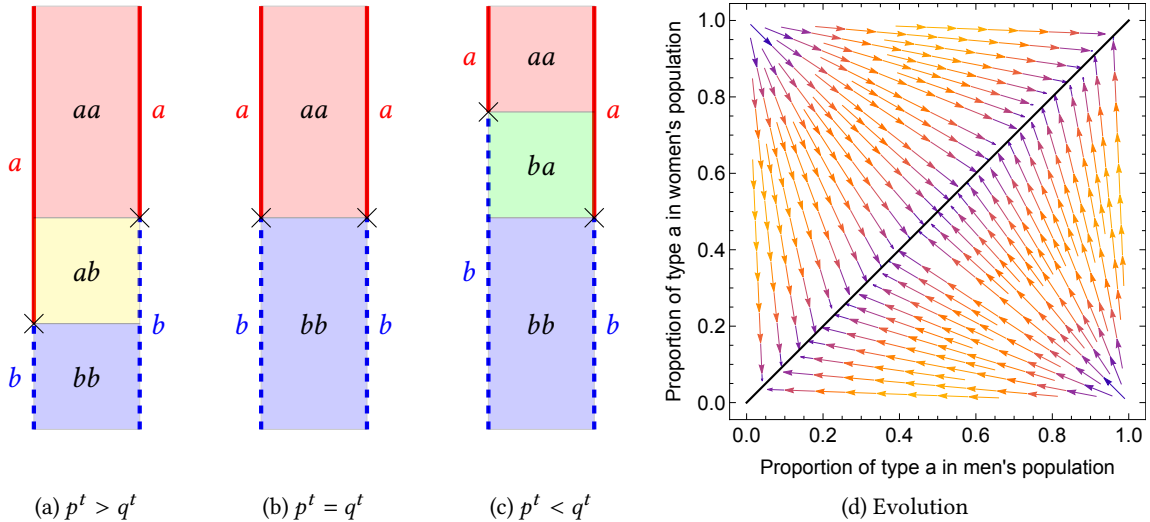 a
aa
a
ab
b
b
bb
(a) p^t > q^t
a
aa
a
b
bb
b
(b) p^t = q^t
a
aa
a
ba
b
bb
b
(c) p^t < q^t
Proportion of type a in women's population
1.0
0.8
0.6
0.4
0.2
0.0
0.0 0.2 0.4 0.6 0.8 1.0
Proportion of type a in men's population
(d) Evolution